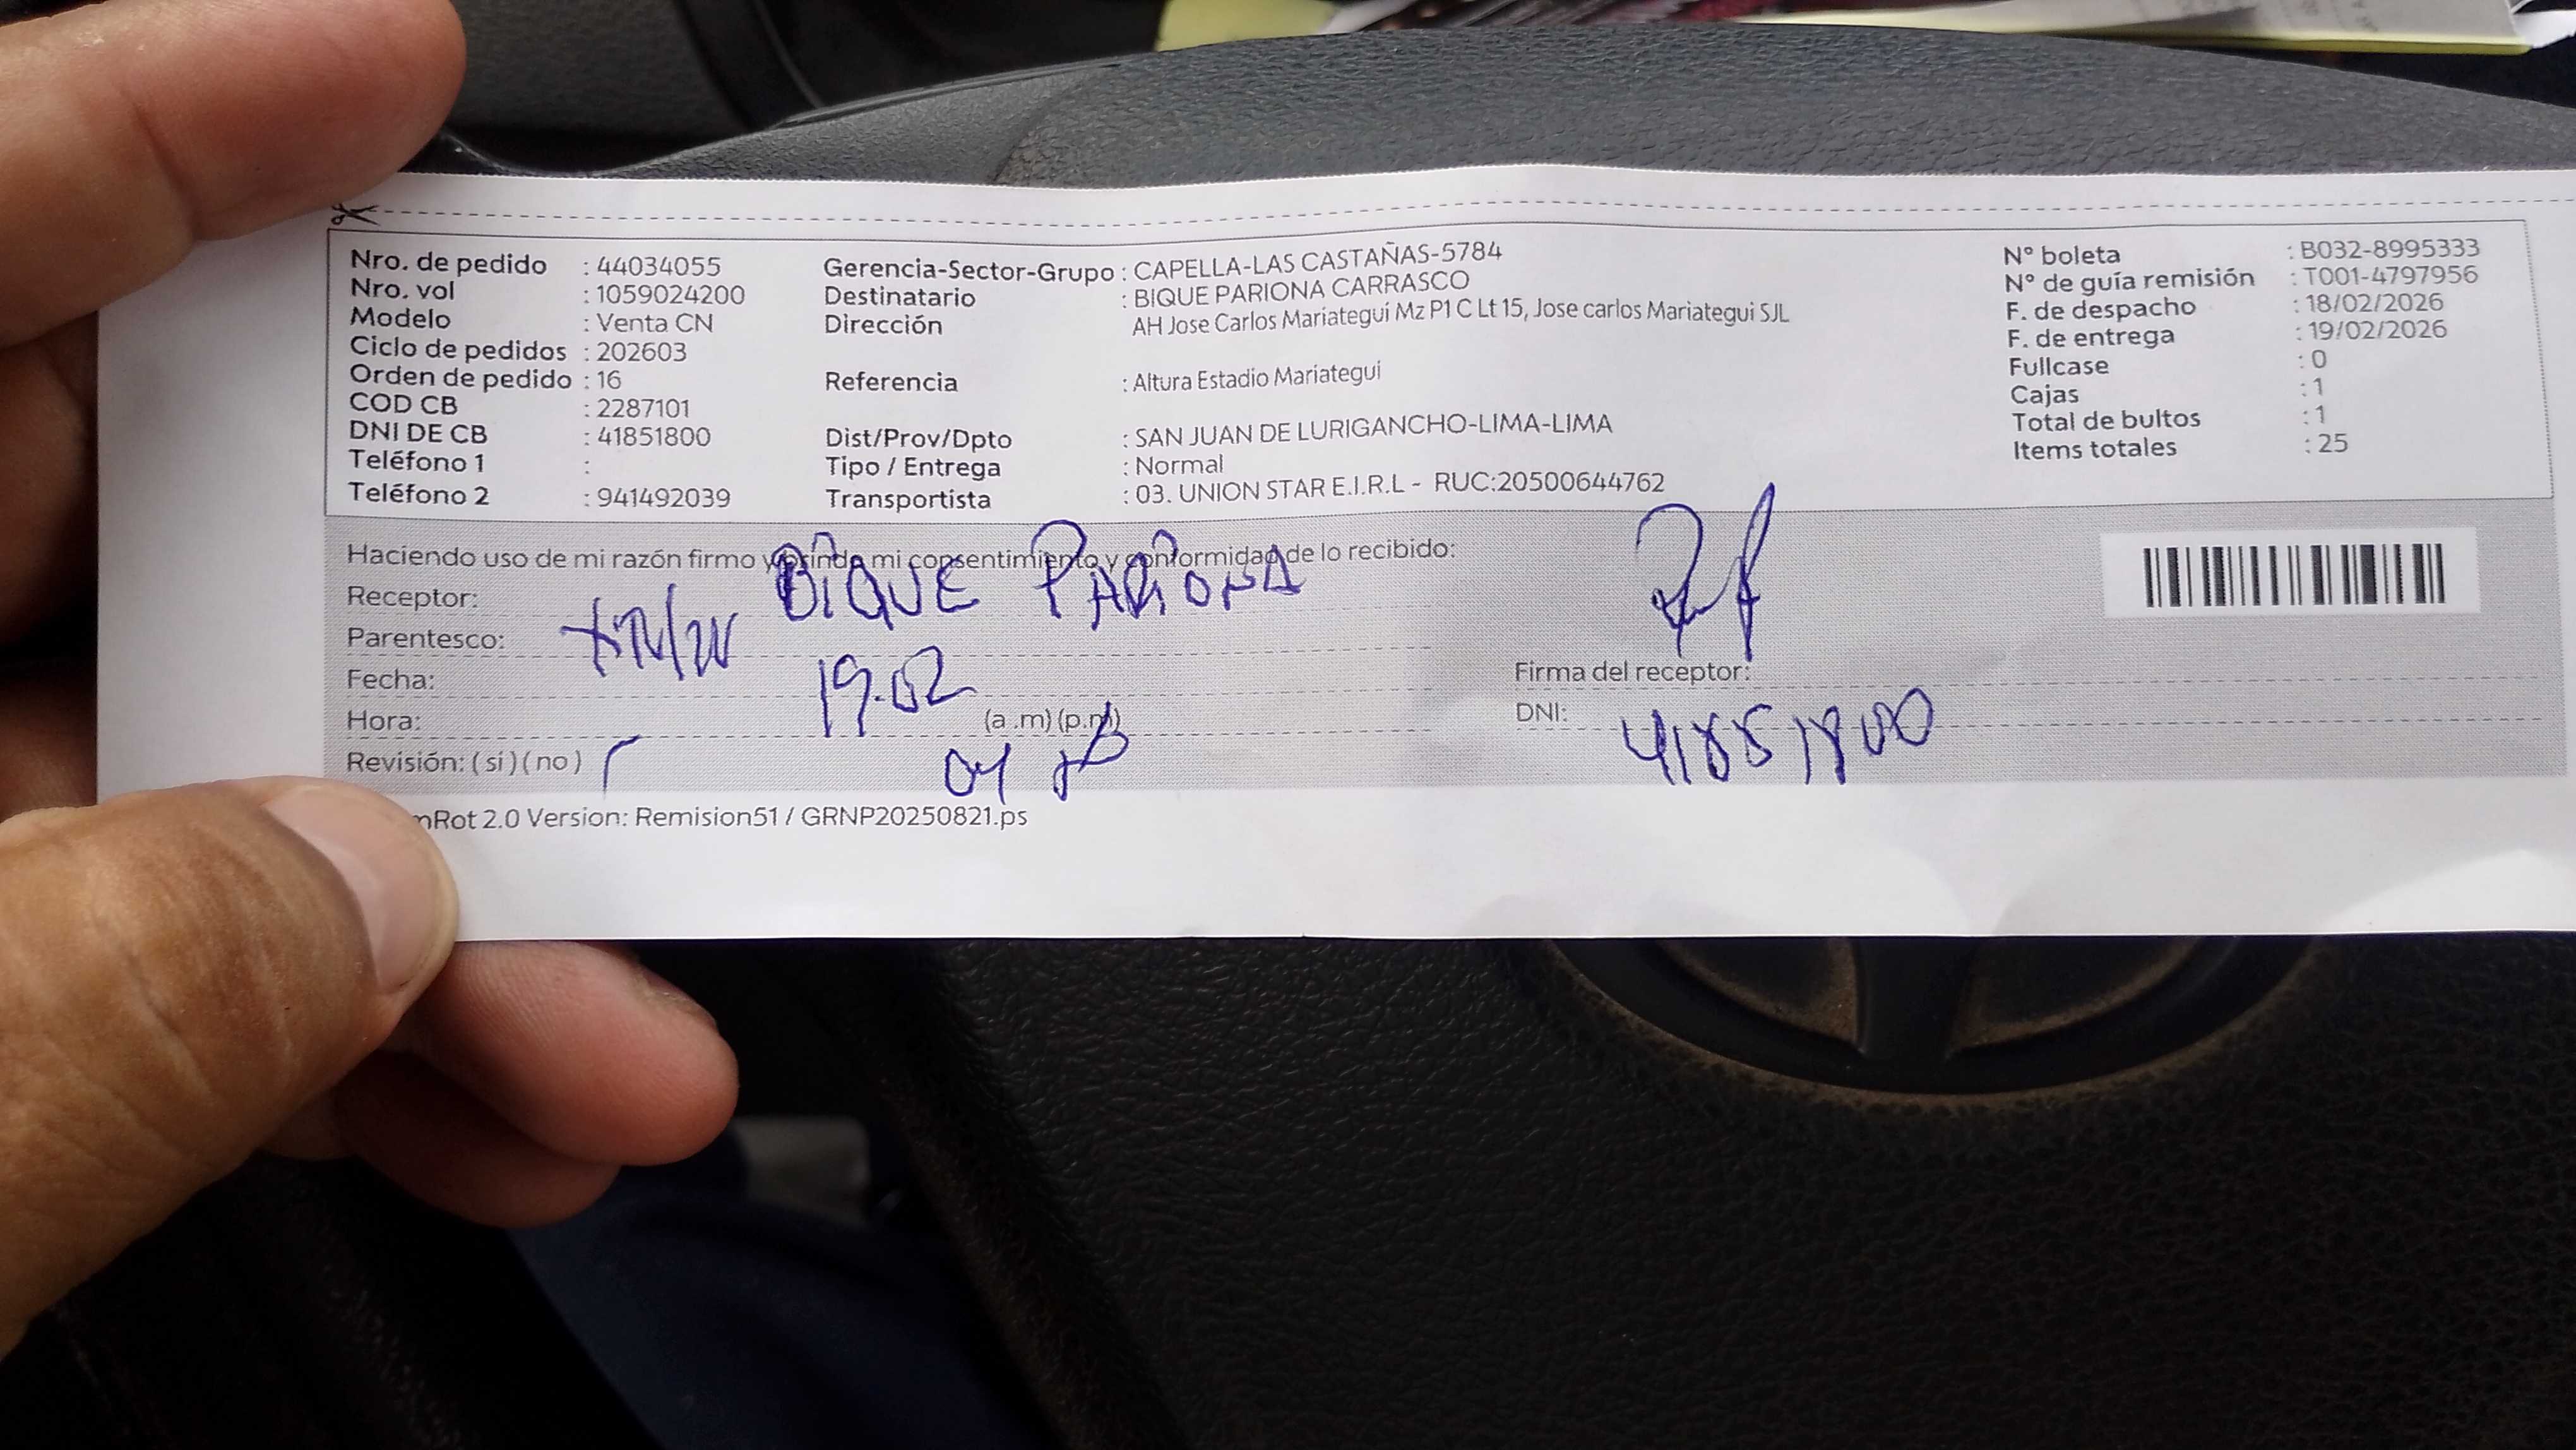 Nro. de pedido : 44034055
Nro. vol : 1059024200
Modelo : Venta CN
Ciclo de pedidos : 202603
Orden de pedido : 16
COD CB : 2287101
DNI DE CB : 41851800
Teléfono 1 :
Teléfono 2 : 941492039
Gerencia-Sector-Grupo : CAPELLA-LAS CASTAÑAS-5784
Destinatario : BIQUE PARIONA CARRASCO
Dirección AH Jose Carlos Mariategui Mz P1 C Lt 15, Jose carlos Mariategui SJL
Referencia : Altura Estadio Mariategui
Dist/Prov/Dpto : SAN JUAN DE LURIGANCHO-LIMA-LIMA
Tipo / Entrega : Normal
Transportista : 03. UNION STAR E.I.R.L - RUC:20500644762
Nº boleta : B032-8995333
Nº de guía remisión : T001-4797956
F. de despacho : 18/02/2026
F. de entrega : 19/02/2026
Fullcase : 0
Cajas : 1
Total de bultos : 1
Items totales : 25
Haciendo uso de mi razón firmo y brindo mi consentimiento y conformidad de lo recibido:
Receptor: BIQUE PARIONA
Parentesco:
Fecha: 19.02
Hora: (a .m) (p.m)
Revisión: ( si ) ( no )
Firma del receptor:
DNI:
mRot 2.0 Version: Remision51 / GRNP20250821.ps